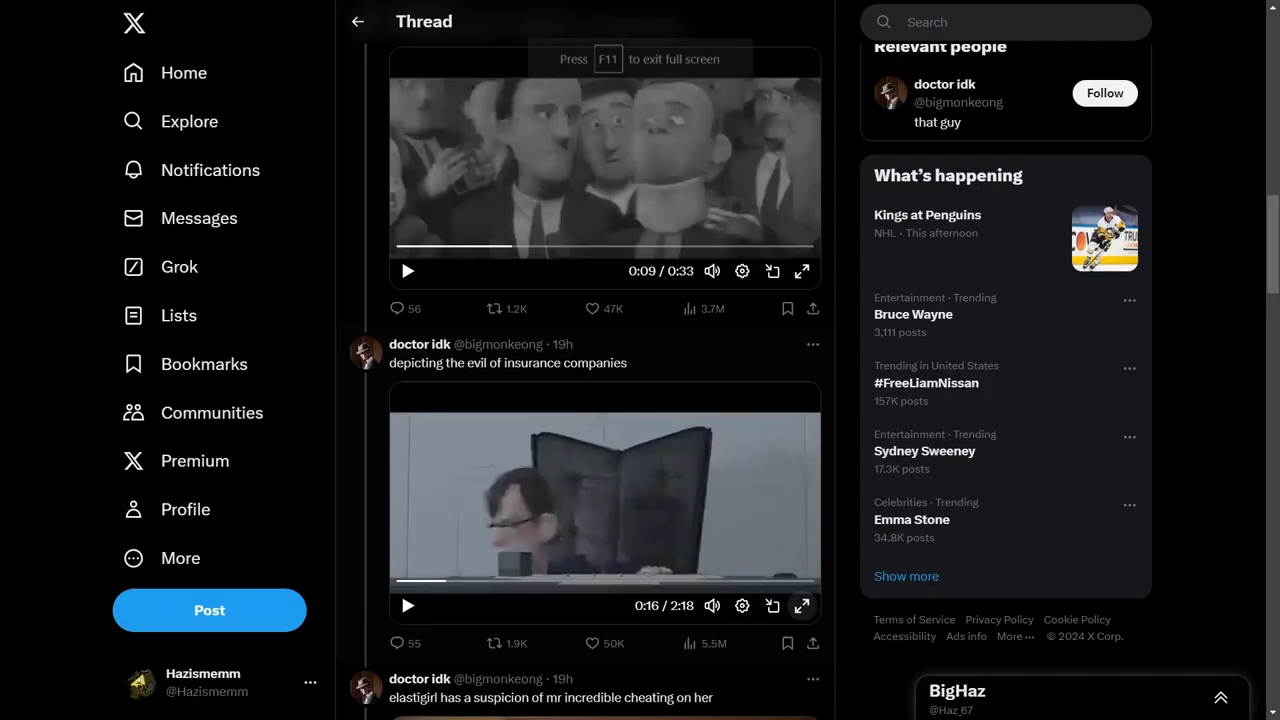 Home
Explore
Notifications
Messages
Grok
Lists
Bookmarks
Communities
Premium
Profile
More
Post
Hazismemm
@Hazismemm
Thread
Press F11 to exit full screen
0:09 / 0:33
56 1.2K 47K 3.7M
doctor idk @bigmonkeong · 19h
depicting the evil of insurance companies
0:16 / 2:18
55 1.9K 50K 5.5M
doctor idk @bigmonkeong · 19h
elastigirl has a suspicion of mr incredible cheating on her
Search
Relevant people
doctor idk
@bigmonkeong
Follow
that guy
What's happening
Kings at Penguins
NHL · This afternoon
Entertainment · Trending
Bruce Wayne
3,111 posts
Trending in United States
#FreeLiamNissan
157K posts
Entertainment · Trending
Sydney Sweeney
17.3K posts
Celebrities · Trending
Emma Stone
34.8K posts
Show more
Terms of Service Privacy Policy Cookie Policy
Accessibility Ads info More ··· © 2024 X Corp.
BigHaz
@Haz_67